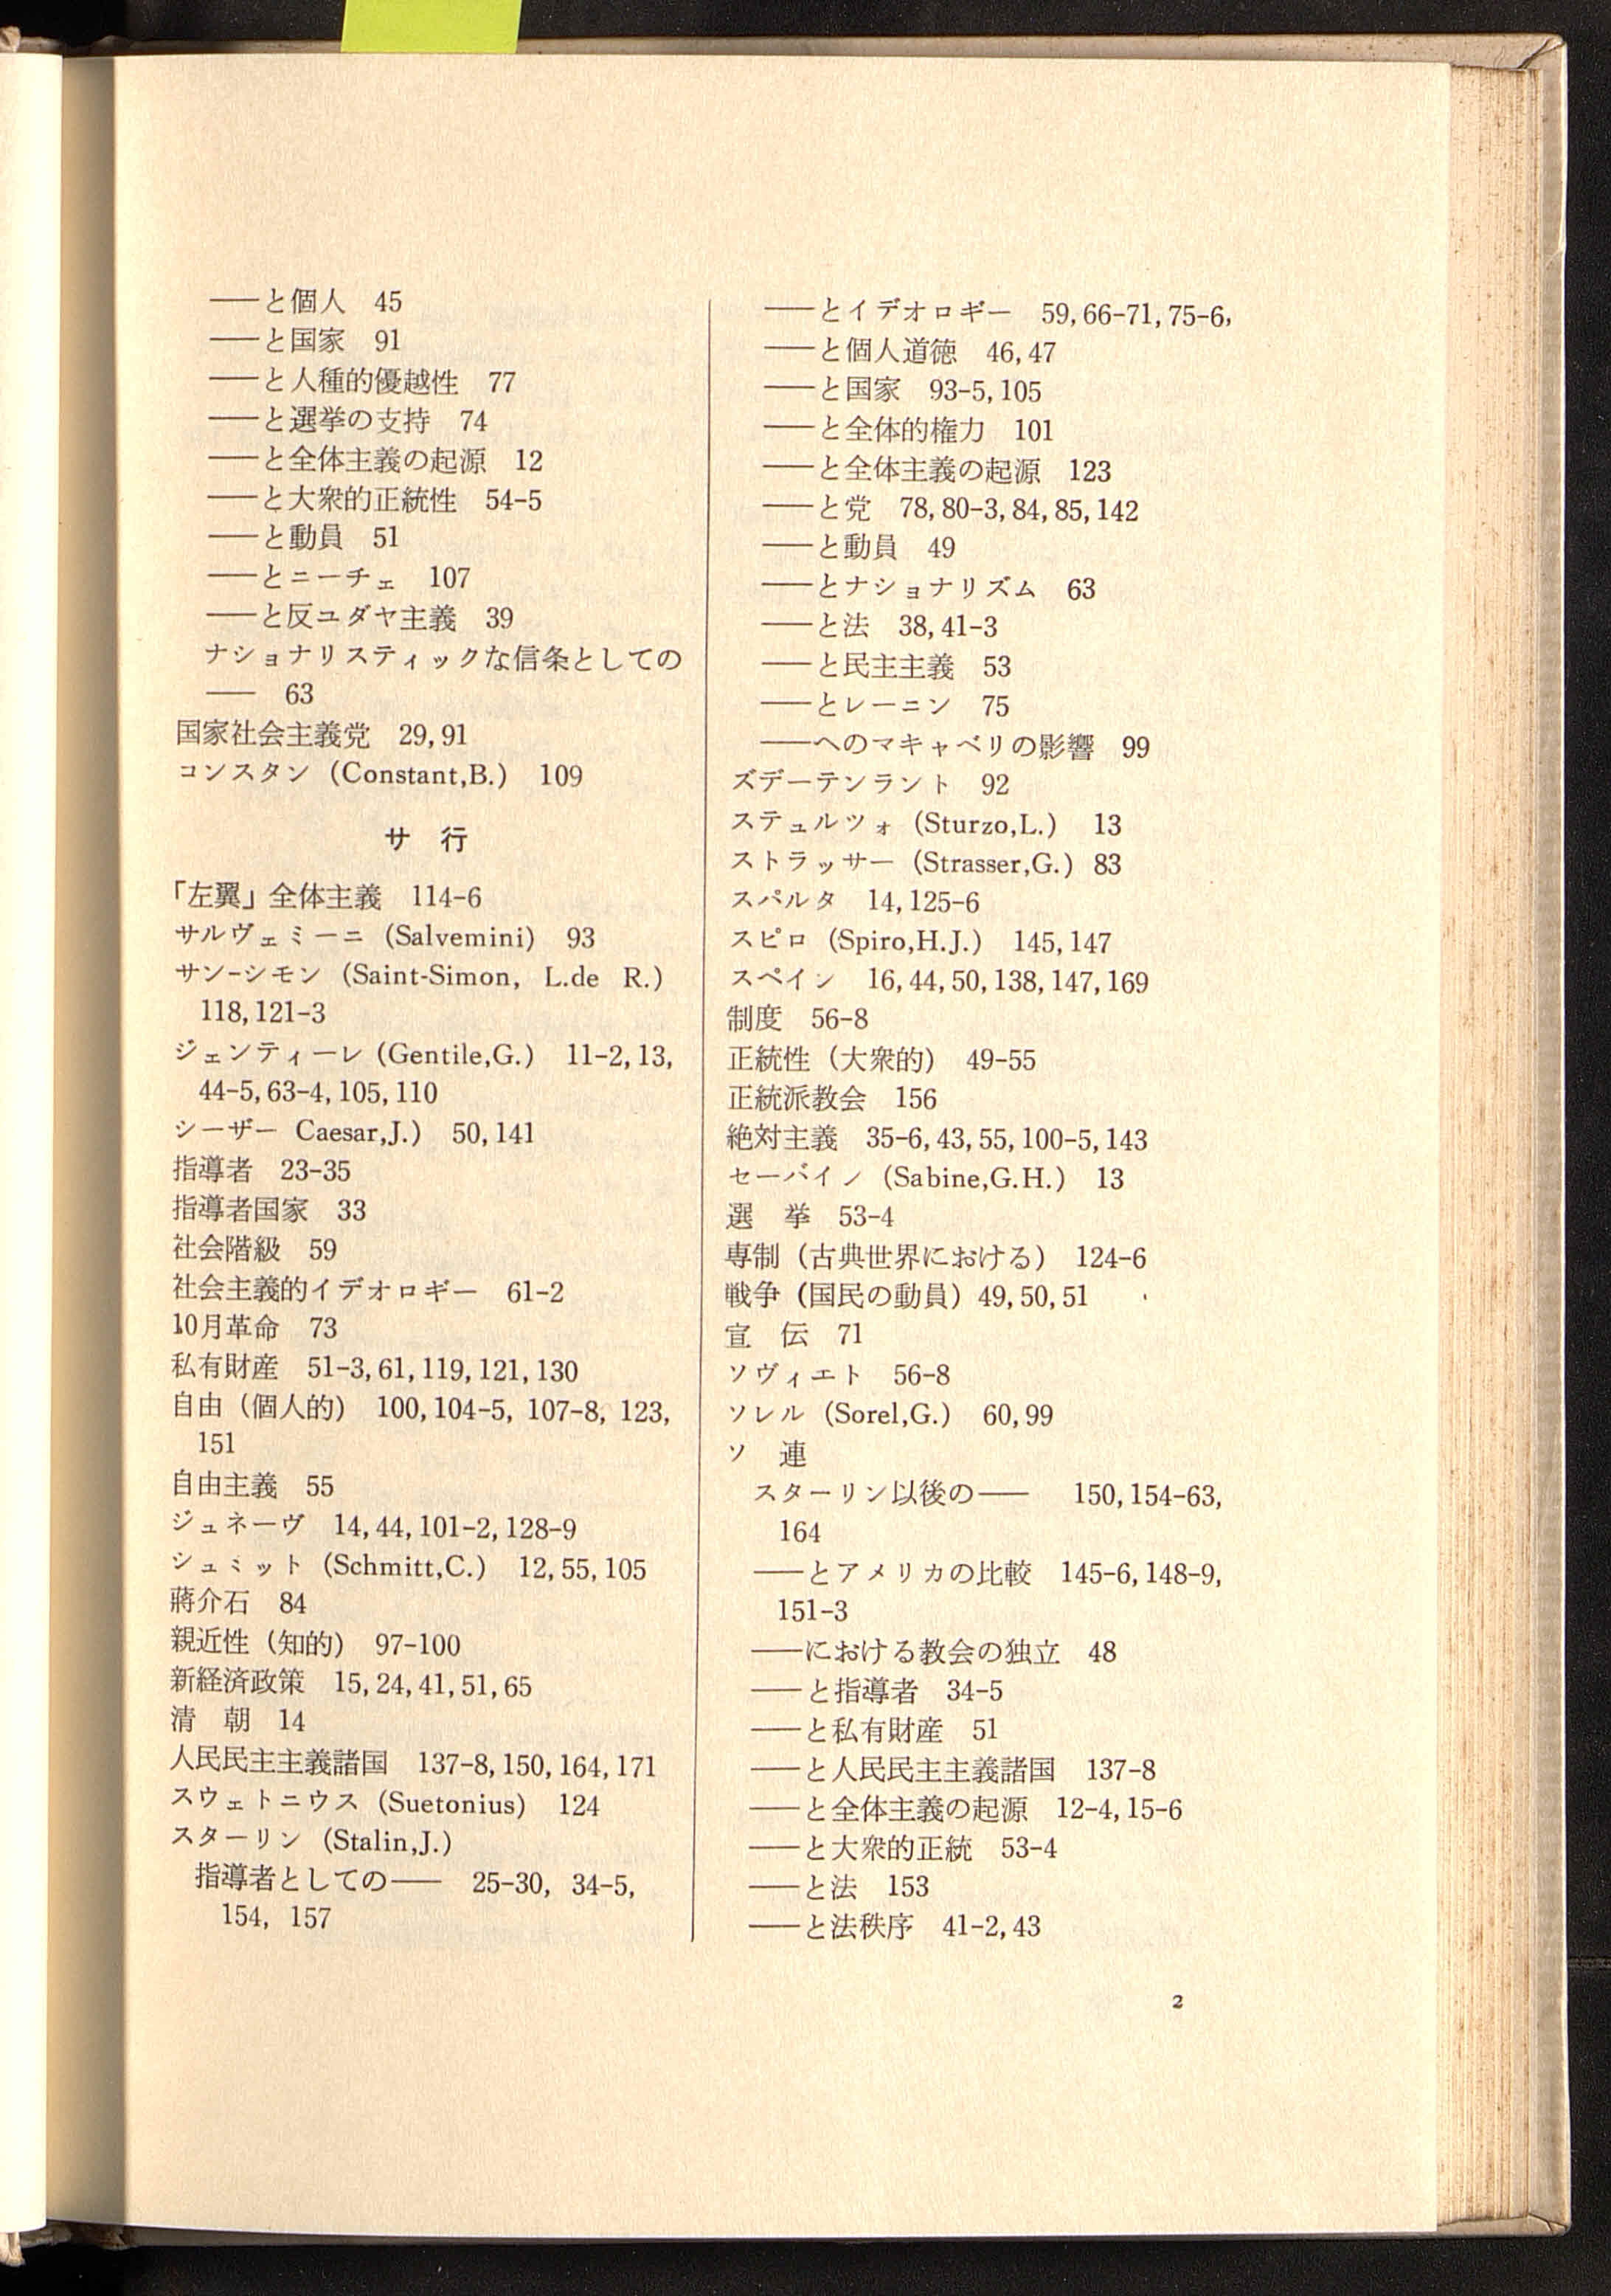 ——と個人　45
——と国家　91
——と人種的優越性　77
——と選挙の支持　74
——と全体主義の起源　12
——と大衆的正統性　54-5
——と動員　51
——とニーチェ　107
——と反ユダヤ主義　39
ナショナリスティックな信条としての
——　63
国家社会主義党　29, 91
コンスタン (Constant,B.)　109
サ　行
「左翼」全体主義　114-6
サルヴェミーニ (Salvemini)　93
サン-シモン (Saint-Simon, L.de R.)
118, 121-3
ジェンティーレ (Gentile,G.)　11-2, 13,
44-5, 63-4, 105, 110
シーザー Caesar,J.)　50, 141
指導者　23-35
指導者国家　33
社会階級　59
社会主義的イデオロギー　61-2
10月革命　73
私有財産　51-3, 61, 119, 121, 130
自由（個人的）　100, 104-5, 107-8, 123,
151
自由主義　55
ジュネーヴ　14, 44, 101-2, 128-9
シュミット (Schmitt,C.)　12, 55, 105
蔣介石　84
親近性（知的）　97-100
新経済政策　15, 24, 41, 51, 65
清　朝　14
人民民主主義諸国　137-8, 150, 164, 171
スウェトニウス (Suetonius)　124
スターリン (Stalin,J.)
指導者としての——　25-30, 34-5,
154, 157
——とイデオロギー　59, 66-71, 75-6,
——と個人道徳　46, 47
——と国家　93-5, 105
——と全体的権力　101
——と全体主義の起源　123
——と党　78, 80-3, 84, 85, 142
——と動員　49
——とナショナリズム　63
——と法　38, 41-3
——と民主主義　53
——とレーニン　75
——へのマキャベリの影響　99
ズデーテンラント　92
ステュルツォ (Sturzo,L.)　13
ストラッサー (Strasser,G.)　83
スパルタ　14, 125-6
スピロ (Spiro,H.J.)　145, 147
スペイン　16, 44, 50, 138, 147, 169
制度　56-8
正統性（大衆的）　49-55
正統派教会　156
絶対主義　35-6, 43, 55, 100-5, 143
セーバイン (Sabine,G.H.)　13
選　挙　53-4
専制（古典世界における）　124-6
戦争（国民の動員）49, 50, 51
宣　伝　71
ソヴィエト　56-8
ソレル (Sorel,G.)　60, 99
ソ　連
スターリン以後の——　150, 154-63,
164
——とアメリカの比較　145-6, 148-9,
151-3
——における教会の独立　48
——と指導者　34-5
——と私有財産　51
——と人民民主主義諸国　137-8
——と全体主義の起源　12-4, 15-6
——と大衆的正統　53-4
——と法　153
——と法秩序　41-2, 43
2